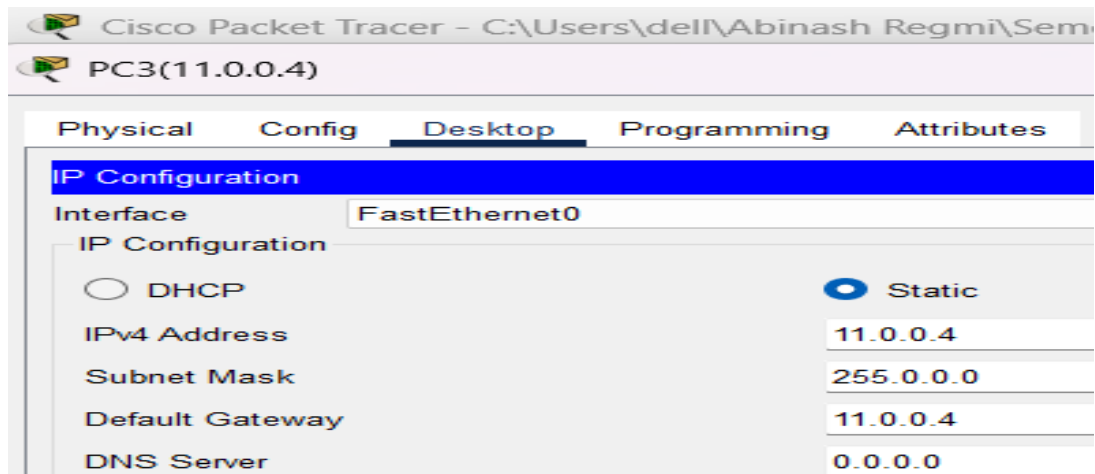 Cisco Packet Tracer - C:\Users\dell\Abinash Regmi\Sem
PC3(11.0.0.4)
Physical Config Desktop Programming Attributes
IP Configuration
Interface FastEthernet0
IP Configuration
DHCP Static
IPv4 Address 11.0.0.4
Subnet Mask 255.0.0.0
Default Gateway 11.0.0.4
DNS Server 0.0.0.0